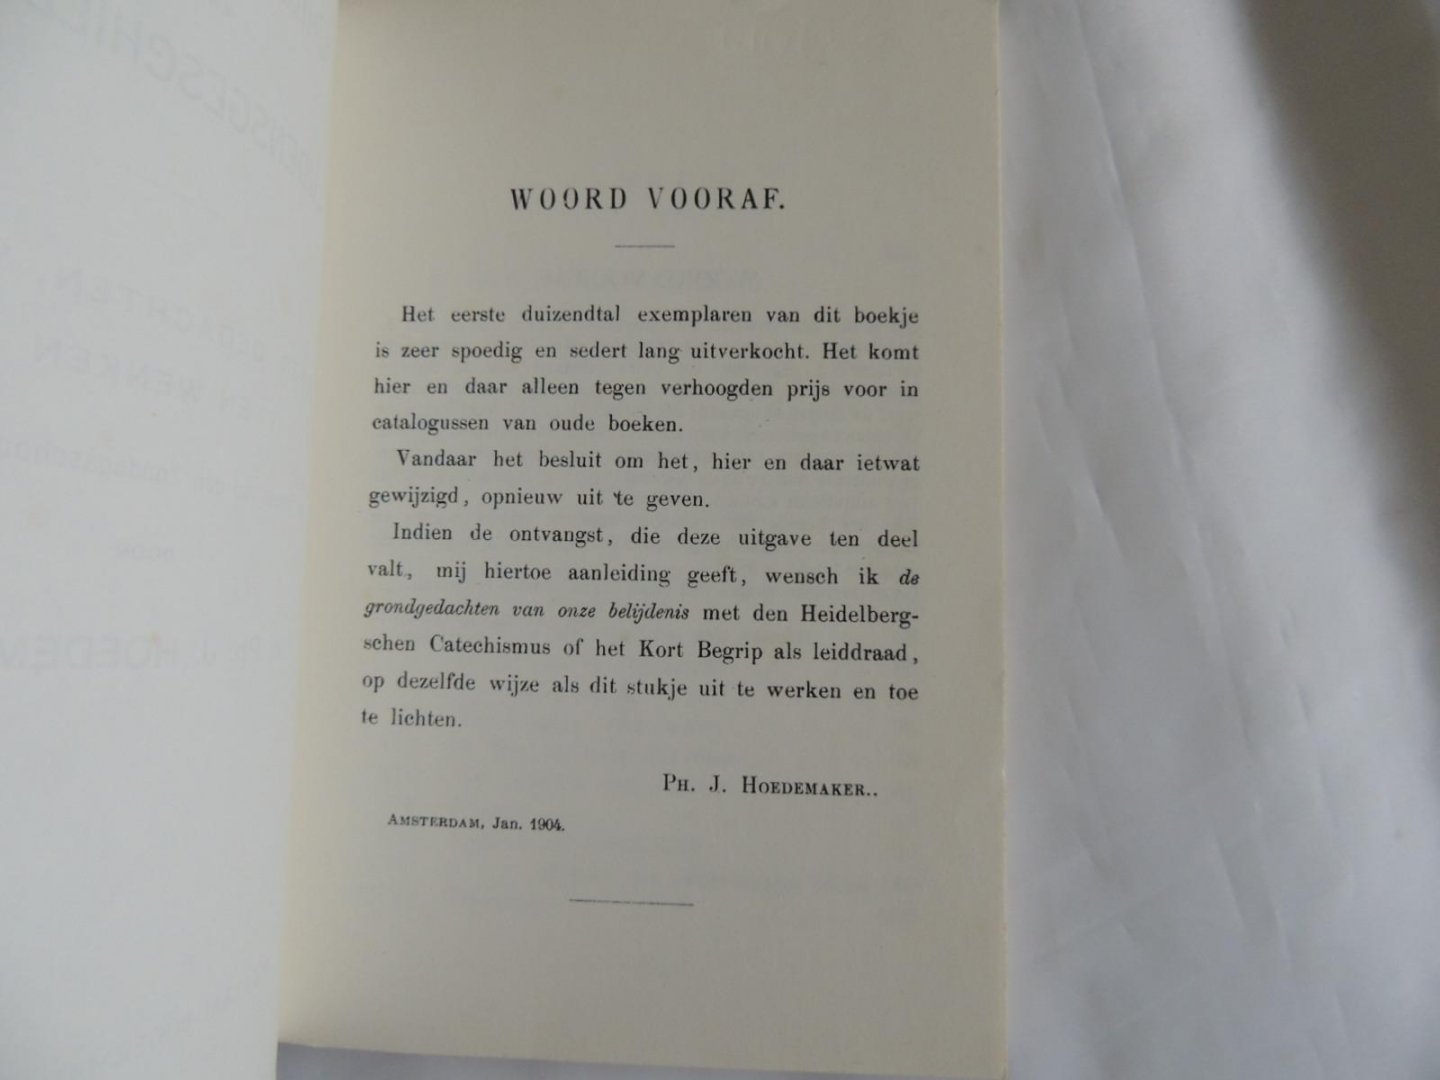 WOORD VOORAF.
Het eerste duizendtal exemplaren van dit boekje
is zeer spoedig en sedert lang uitverkocht. Het komt
hier en daar alleen tegen verhoogden prijs voor in
catalogussen van oude boeken.
Vandaar het besluit om het, hier en daar ietwat
gewijzigd, opnieuw uit te geven.
Indien de ontvangst, die deze uitgave ten deel
valt, mij hiertoe aanleiding geeft, wensch ik de
grondgedachten van onze belijdenis met den Heidelberg-
schen Catechismus of het Kort Begrip als leiddraad,
op dezelfde wijze als dit stukje uit te werken en toe
te lichten.
PH. J. HOEDEMAKER..
AMSTERDAM, Jan. 1904.